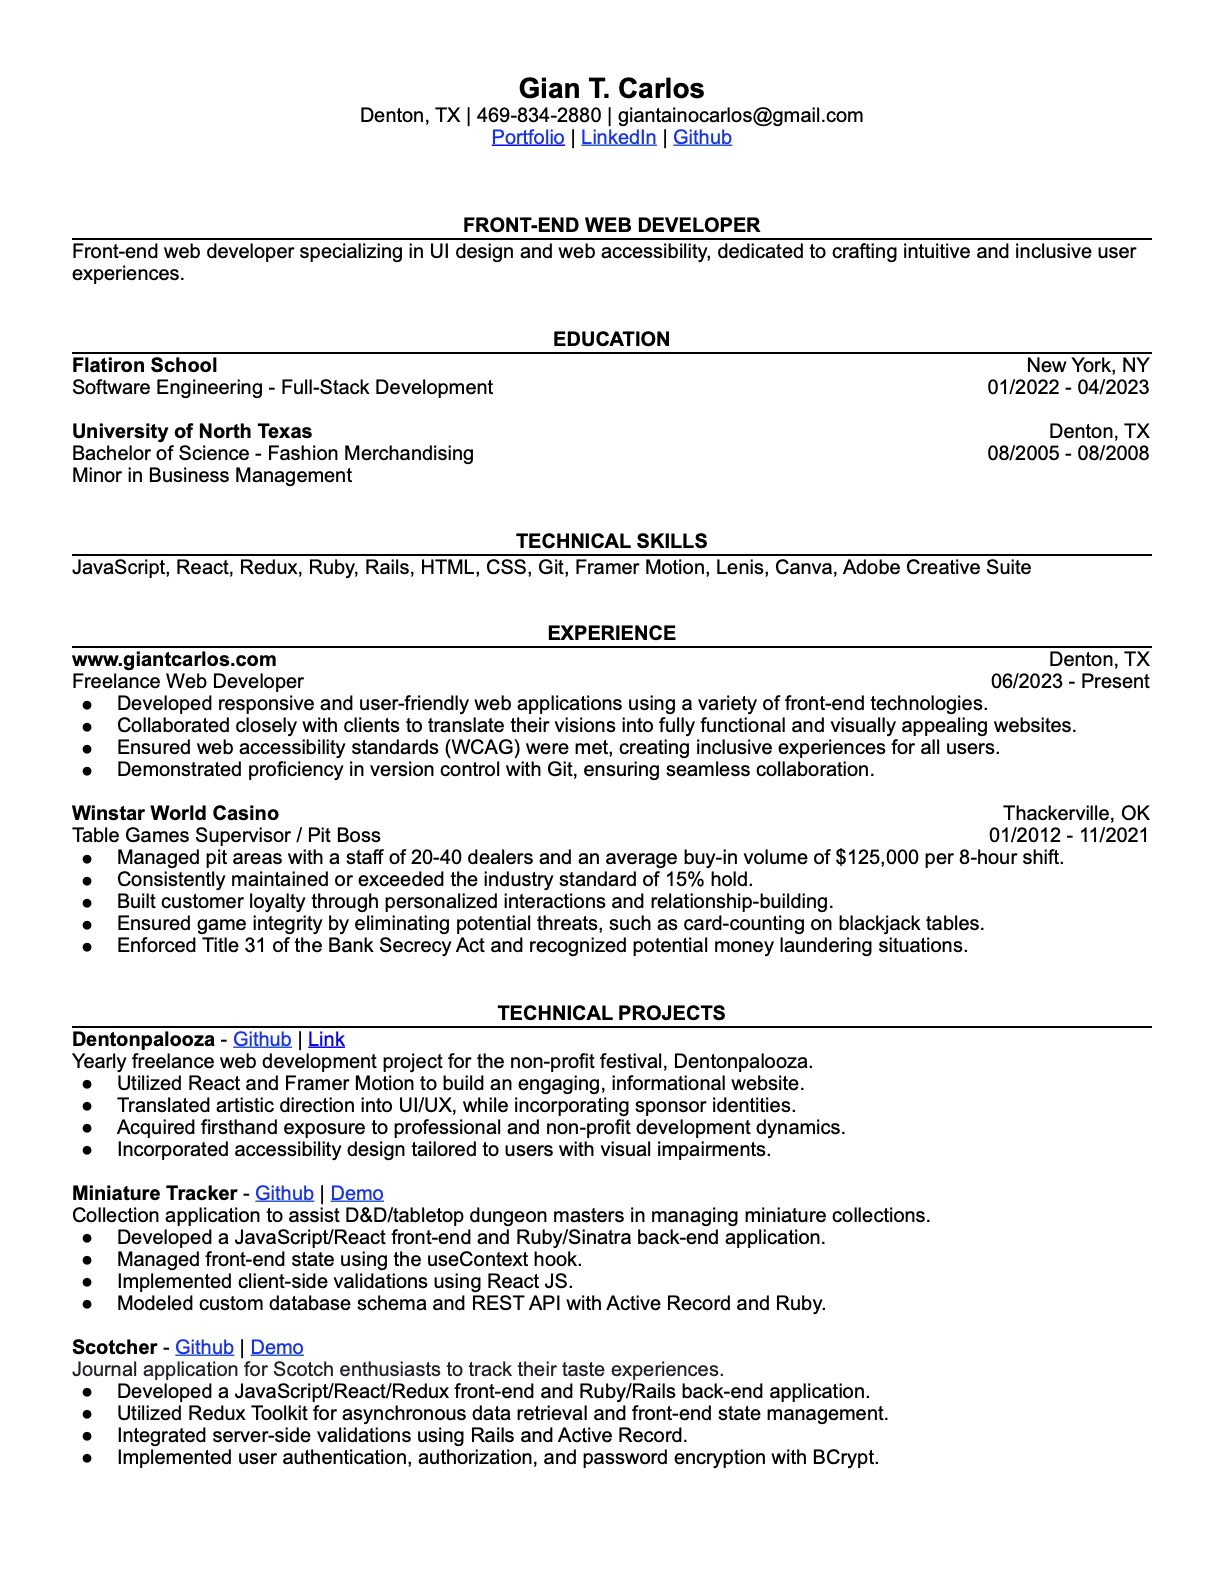 Gian T. Carlos
Denton, TX | 469-834-2880 | giantainocarlos@gmail.com
Portfolio | LinkedIn | Github
FRONT-END WEB DEVELOPER
Front-end web developer specializing in UI design and web accessibility, dedicated to crafting intuitive and inclusive user
experiences.
EDUCATION
Flatiron School New York, NY
Software Engineering - Full-Stack Development 01/2022 - 04/2023
University of North Texas Denton, TX
Bachelor of Science - Fashion Merchandising 08/2005 - 08/2008
Minor in Business Management
TECHNICAL SKILLS
JavaScript, React, Redux, Ruby, Rails, HTML, CSS, Git, Framer Motion, Lenis, Canva, Adobe Creative Suite
EXPERIENCE
www.giantcarlos.com Denton, TX
Freelance Web Developer 06/2023 - Present
● Developed responsive and user-friendly web applications using a variety of front-end technologies.
● Collaborated closely with clients to translate their visions into fully functional and visually appealing websites.
● Ensured web accessibility standards (WCAG) were met, creating inclusive experiences for all users.
● Demonstrated proficiency in version control with Git, ensuring seamless collaboration.
Winstar World Casino Thackerville, OK
Table Games Supervisor / Pit Boss 01/2012 - 11/2021
● Managed pit areas with a staff of 20-40 dealers and an average buy-in volume of $125,000 per 8-hour shift.
● Consistently maintained or exceeded the industry standard of 15% hold.
● Built customer loyalty through personalized interactions and relationship-building.
● Ensured game integrity by eliminating potential threats, such as card-counting on blackjack tables.
● Enforced Title 31 of the Bank Secrecy Act and recognized potential money laundering situations.
TECHNICAL PROJECTS
Dentonpalooza - Github | Link
Yearly freelance web development project for the non-profit festival, Dentonpalooza.
● Utilized React and Framer Motion to build an engaging, informational website.
● Translated artistic direction into UI/UX, while incorporating sponsor identities.
● Acquired firsthand exposure to professional and non-profit development dynamics.
● Incorporated accessibility design tailored to users with visual impairments.
Miniature Tracker - Github | Demo
Collection application to assist D&D/tabletop dungeon masters in managing miniature collections.
● Developed a JavaScript/React front-end and Ruby/Sinatra back-end application.
● Managed front-end state using the useContext hook.
● Implemented client-side validations using React JS.
● Modeled custom database schema and REST API with Active Record and Ruby.
Scotcher - Github | Demo
Journal application for Scotch enthusiasts to track their taste experiences.
● Developed a JavaScript/React/Redux front-end and Ruby/Rails back-end application.
● Utilized Redux Toolkit for asynchronous data retrieval and front-end state management.
● Integrated server-side validations using Rails and Active Record.
● Implemented user authentication, authorization, and password encryption with BCrypt.